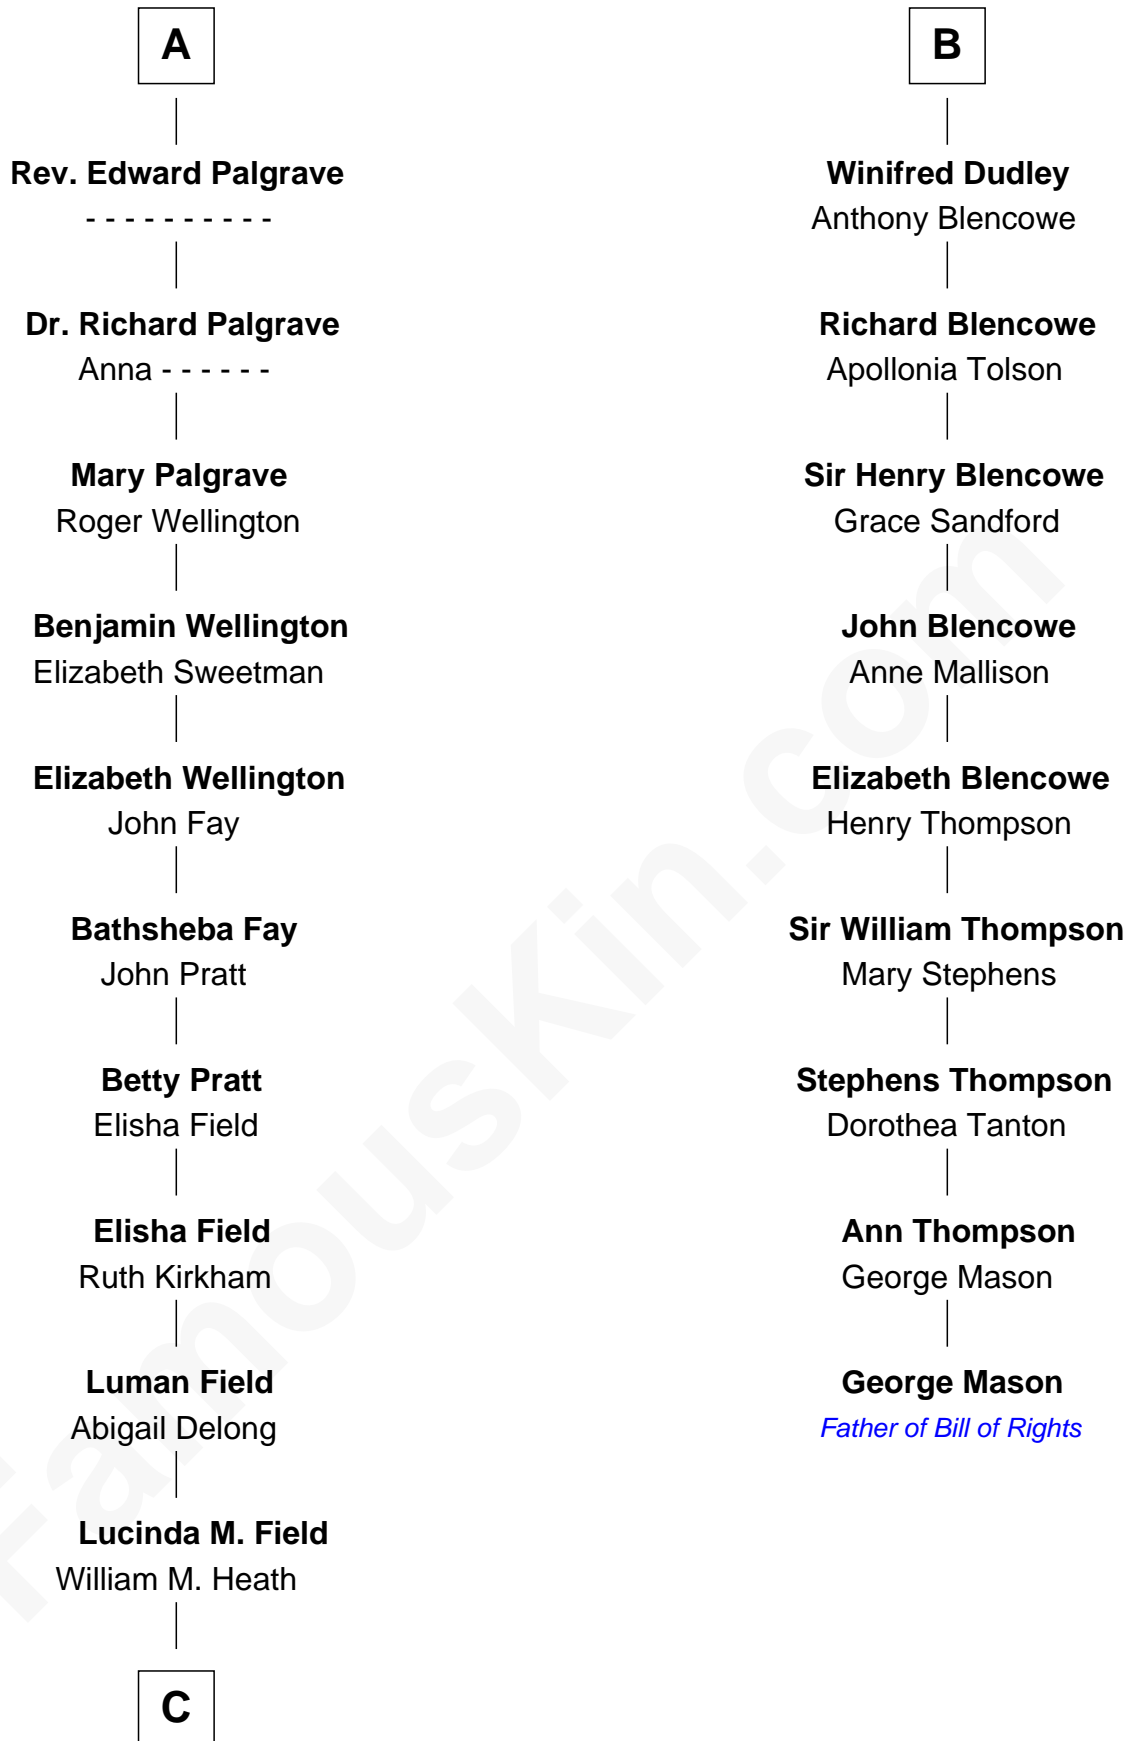 A
Rev. Edward Palgrave
- - - - - - - - - -
Dr. Richard Palgrave
Anna - - - - - -
Mary Palgrave
Roger Wellington
Benjamin Wellington
Elizabeth Sweetman
Elizabeth Wellington
John Fay
Bathsheba Fay
John Pratt
Betty Pratt
Elisha Field
Elisha Field
Ruth Kirkham
Luman Field
Abigail Delong
Lucinda M. Field
William M. Heath
C
B
Winifred Dudley
Anthony Blencowe
Richard Blencowe
Apollonia Tolson
Sir Henry Blencowe
Grace Sandford
John Blencowe
Anne Mallison
Elizabeth Blencowe
Henry Thompson
Sir William Thompson
Mary Stephens
Stephens Thompson
Dorothea Tanton
Ann Thompson
George Mason
George Mason
Father of Bill of Rights
FamousKin.com